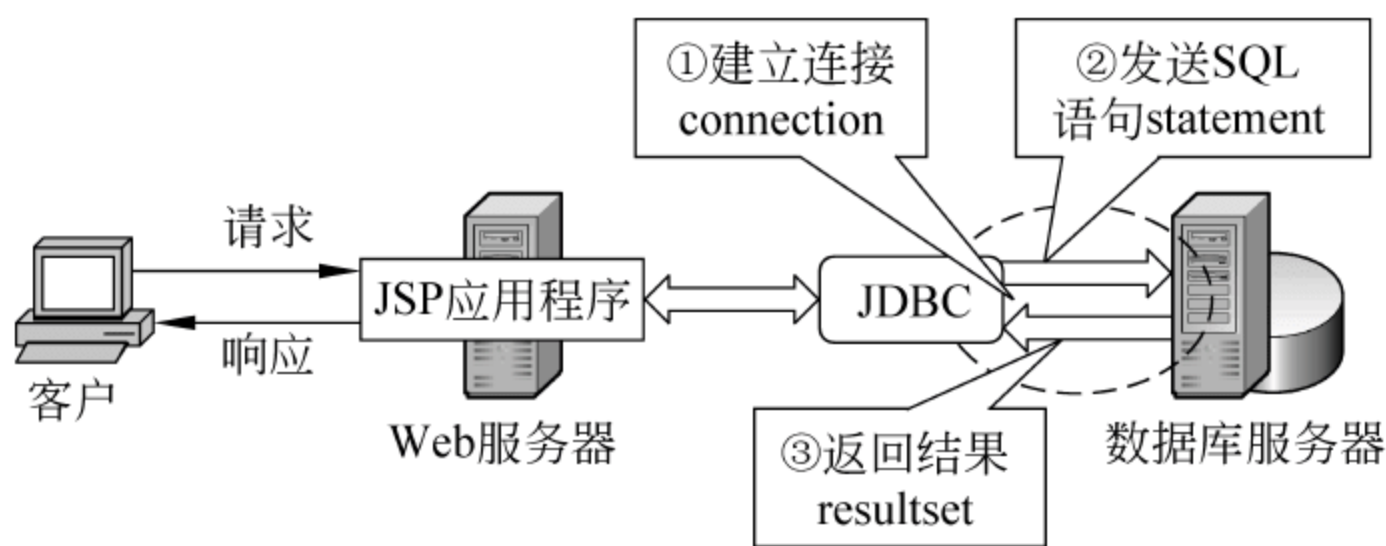 ①建立连接
connection
②发送SQL
语句statement
请求
JSP应用程序
JDBC
响应
客户
Web服务器
③返回结果
resultset
数据库服务器